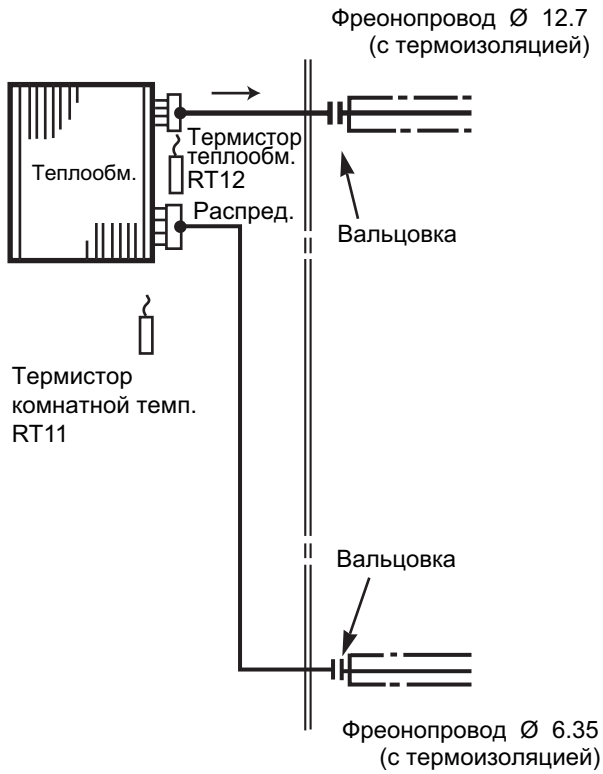 Фреонопровод Ø 12.7
(с термоизоляцией)
Термистор
теплообм.
RT12
Теплообм.
Распред.
Вальцовка
Термистор
комнатной темп.
RT11
Вальцовка
Фреонопровод Ø 6.35
(с термоизоляцией)